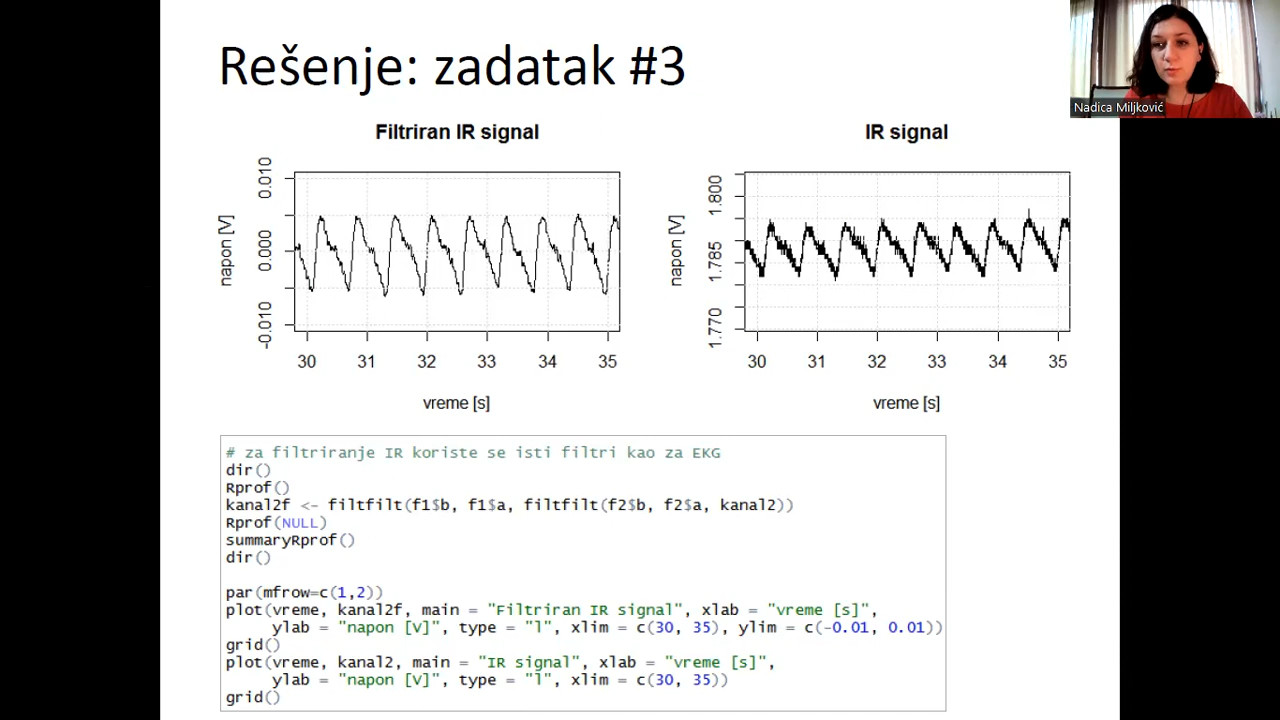 Rešenje: zadatak #3
Nadica Miljković
Filtriran IR signal
napon [V]
0.010
0.000
-0.010
30 31 32 33 34 35
vreme [s]
IR signal
napon [V]
1.800
1.785
1.770
30 31 32 33 34 35
vreme [s]
# za filtriranje IR koriste se isti filtri kao za EKG
dir()
Rprof()
kanal2f <- filtfilt(f1$b, f1$a, filtfilt(f2$b, f2$a, kanal2))
Rprof(NULL)
summaryRprof()
dir()
par(mfrow=c(1,2))
plot(vreme, kanal2f, main = "Filtriran IR signal", xlab = "vreme [s]",
ylab = "napon [V]", type = "l", xlim = c(30, 35), ylim = c(-0.01, 0.01))
grid()
plot(vreme, kanal2, main = "IR signal", xlab = "vreme [s]",
ylab = "napon [V]", type = "l", xlim = c(30, 35))
grid()